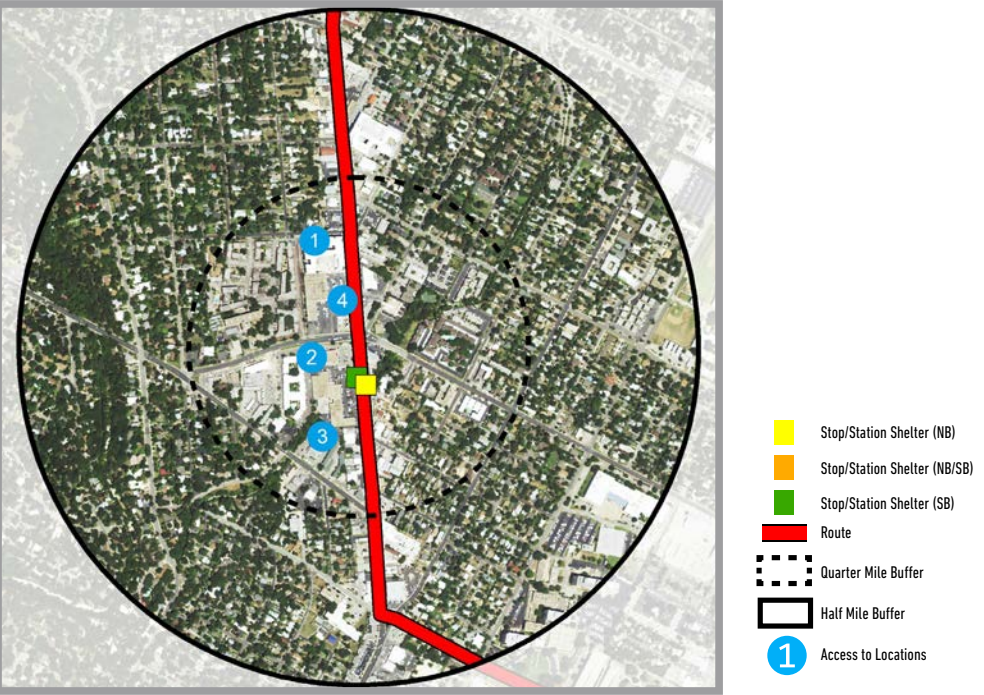 1
4
2
3
Stop/Station Shelter (NB)
Stop/Station Shelter (NB/SB)
Stop/Station Shelter (SB)
Route
Quarter Mile Buffer
Half Mile Buffer
1 Access to Locations